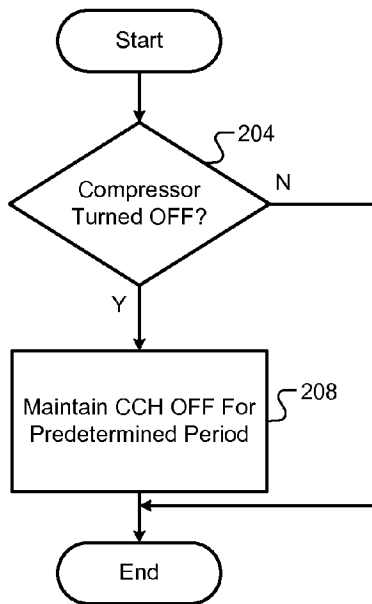 Start
204
Compressor
Turned OFF?
N
Y
Maintain CCH OFF For
Predetermined Period
208
End